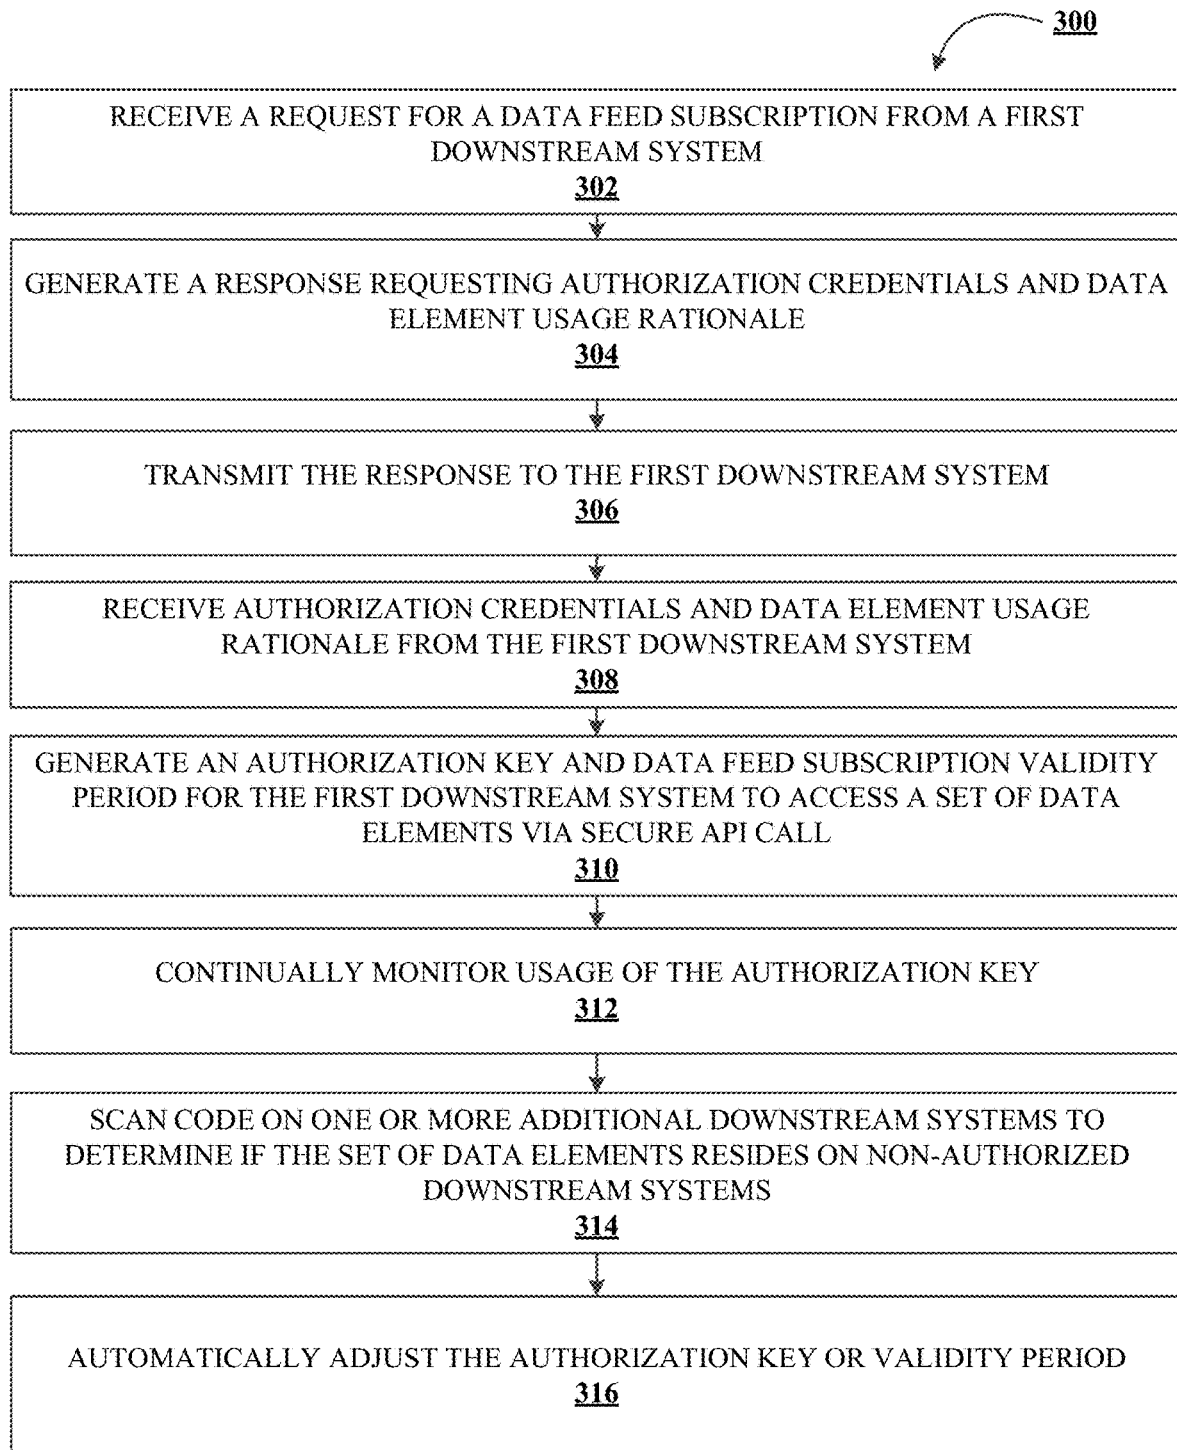 300
RECEIVE A REQUEST FOR A DATA FEED SUBSCRIPTION FROM A FIRST
DOWNSTREAM SYSTEM
302
GENERATE A RESPONSE REQUESTING AUTHORIZATION CREDENTIALS AND DATA
ELEMENT USAGE RATIONALE
304
TRANSMIT THE RESPONSE TO THE FIRST DOWNSTREAM SYSTEM
306
RECEIVE AUTHORIZATION CREDENTIALS AND DATA ELEMENT USAGE
RATIONALE FROM THE FIRST DOWNSTREAM SYSTEM
308
GENERATE AN AUTHORIZATION KEY AND DATA FEED SUBSCRIPTION VALIDITY
PERIOD FOR THE FIRST DOWNSTREAM SYSTEM TO ACCESS A SET OF DATA
ELEMENTS VIA SECURE API CALL
310
CONTINUALLY MONITOR USAGE OF THE AUTHORIZATION KEY
312
SCAN CODE ON ONE OR MORE ADDITIONAL DOWNSTREAM SYSTEMS TO
DETERMINE IF THE SET OF DATA ELEMENTS RESIDES ON NON-AUTHORIZED
DOWNSTREAM SYSTEMS
314
AUTOMATICALLY ADJUST THE AUTHORIZATION KEY OR VALIDITY PERIOD
316